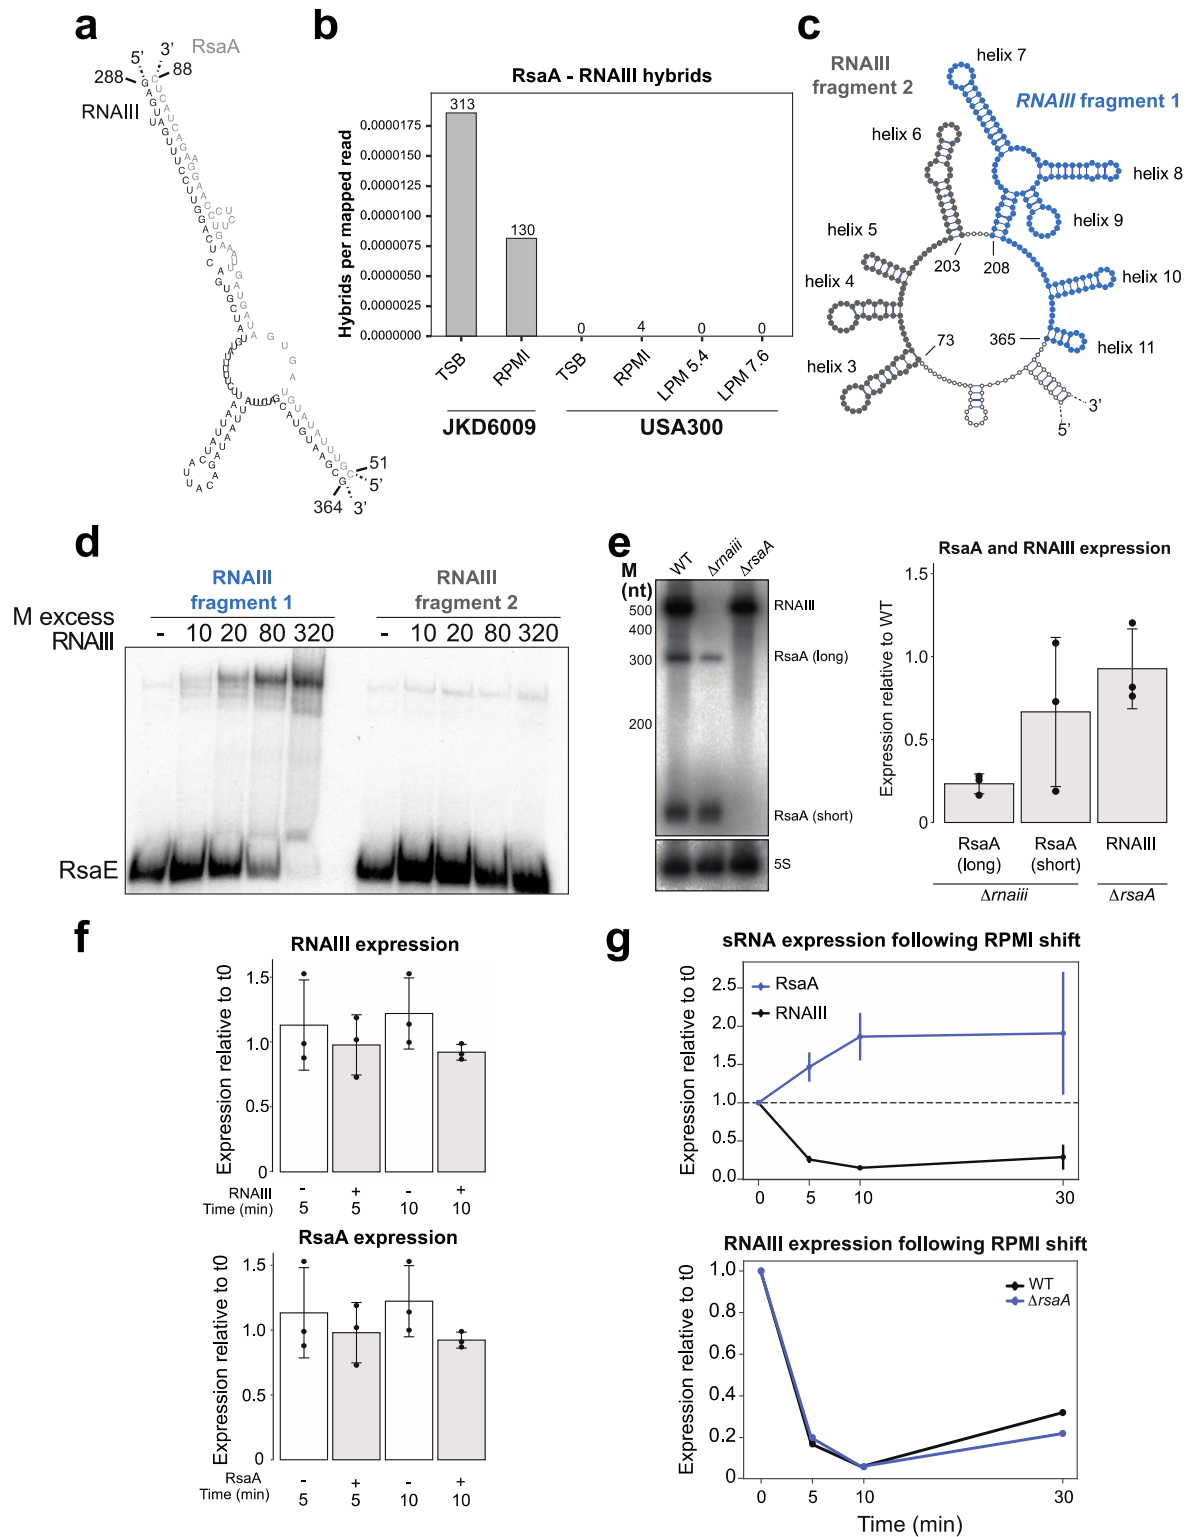 a
5'
3'
RsaA
288
88
RNAIII
51
5'
364
3'
b
RsaA - RNAIII hybrids
Hybrids per mapped read
0.0000175
0.0000150
0.0000125
0.0000100
0.0000075
0.0000050
0.0000025
0.0000000
313
130
0
4
0
0
TSB
RPMI
TSB
RPMI
LPM 5.4
LPM 7.6
JKD6009
USA300
c
RNAIII
fragment 2
helix 7
RNAIII fragment 1
helix 6
helix 8
helix 9
helix 5
203
208
helix 4
helix 10
73
365
helix 3
helix 11
3'
5'
d
RNAIII
fragment 1
RNAIII
fragment 2
M excess
RNAIII
- 10 20 80 320
- 10 20 80 320
RsaE
e
M
(nt)
WT
Δrnaiii
ΔrsaA
500
400
300
200
RNAIII
RsaA (long)
RsaA (short)
5S
RsaA and RNAIII expression
Expression relative to WT
1.5
1.0
0.5
0
RsaA
(long)
RsaA
(short)
RNAIII
Δrnaiii
ΔrsaA
f
RNAIII expression
Expression relative to t0
1.5
1.0
0.5
0
RNAIII - + - +
Time (min) 5 5 10 10
RsaA expression
Expression relative to t0
1.5
1.0
0.5
0
RsaA - + - +
Time (min) 5 5 10 10
g
sRNA expression following RPMI shift
Expression relative to t0
2.5
2.0
1.5
1.0
0.5
0.0
RsaA
RNAIII
0 5 10 30
RNAIII expression following RPMI shift
Expression relative to t0
1.0
0.8
0.6
0.4
0.2
0
WT
ΔrsaA
0 5 10 30
Time (min)